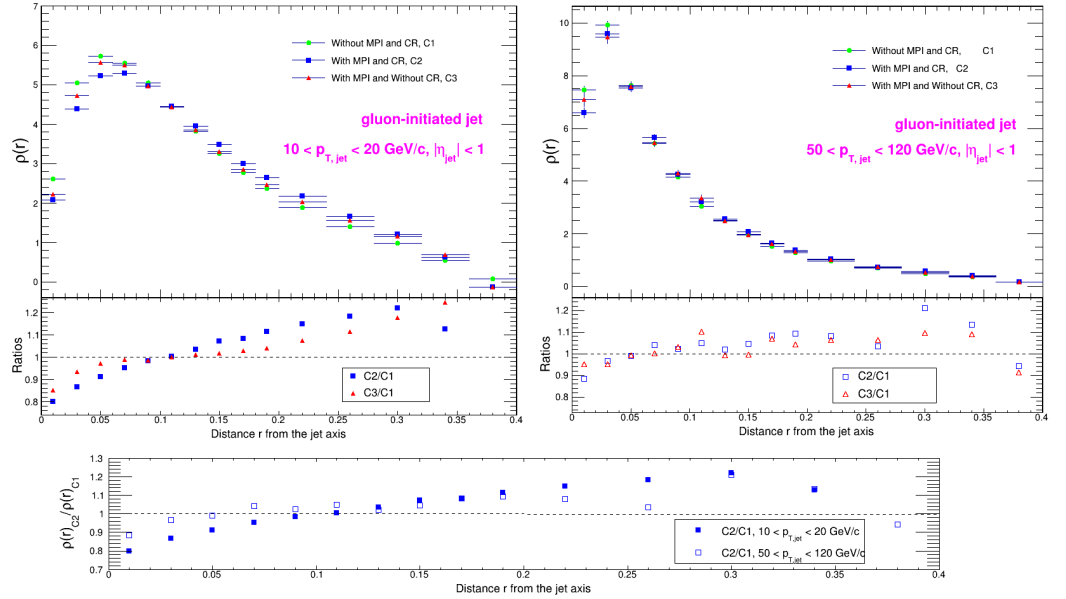 7
6
5
4
3
2
1
0
ρ(r)
Without MPI and CR, C1
With MPI and CR, C2
With MPI and Without CR, C3
gluon-initiated jet
10 < p_T, jet < 20 GeV/c, |η_jet| < 1
1.2
1.1
1
0.9
0.8
Ratios
C2/C1
C3/C1
0 0.05 0.1 0.15 0.2 0.25 0.3 0.35 0.4
Distance r from the jet axis
10
8
6
4
2
0
ρ(r)
Without MPI and CR, C1
With MPI and CR, C2
With MPI and Without CR, C3
gluon-initiated jet
50 < p_T, jet < 120 GeV/c, |η_jet| < 1
1.2
1.1
1
0.9
0.8
Ratios
C2/C1
C3/C1
0 0.05 0.1 0.15 0.2 0.25 0.3 0.35 0.4
Distance r from the jet axis
1.3
1.2
1.1
1
0.9
0.8
0.7
ρ(r)_C2/ρ(r)_C1
C2/C1, 10 < p_T,jet < 20 GeV/c
C2/C1, 50 < p_T,jet < 120 GeV/c
0 0.05 0.1 0.15 0.2 0.25 0.3 0.35 0.4
Distance r from the jet axis